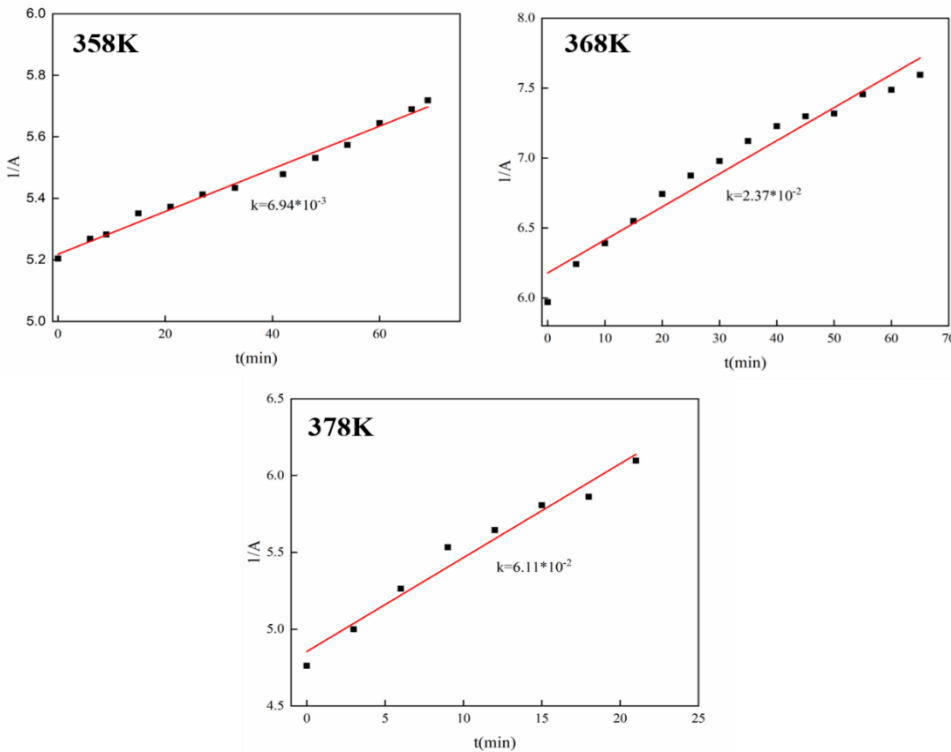 358K
6.0
5.8
5.6
5.4
5.2
5.0
1/A
k=6.94*10⁻³
0
20
40
60
t(min)
368K
8.0
7.5
7.0
6.5
6.0
1/A
k=2.37*10⁻²
0
10
20
30
40
50
60
70
t(min)
378K
6.5
6.0
5.5
5.0
4.5
1/A
k=6.11*10⁻²
0
5
10
15
20
25
t(min)